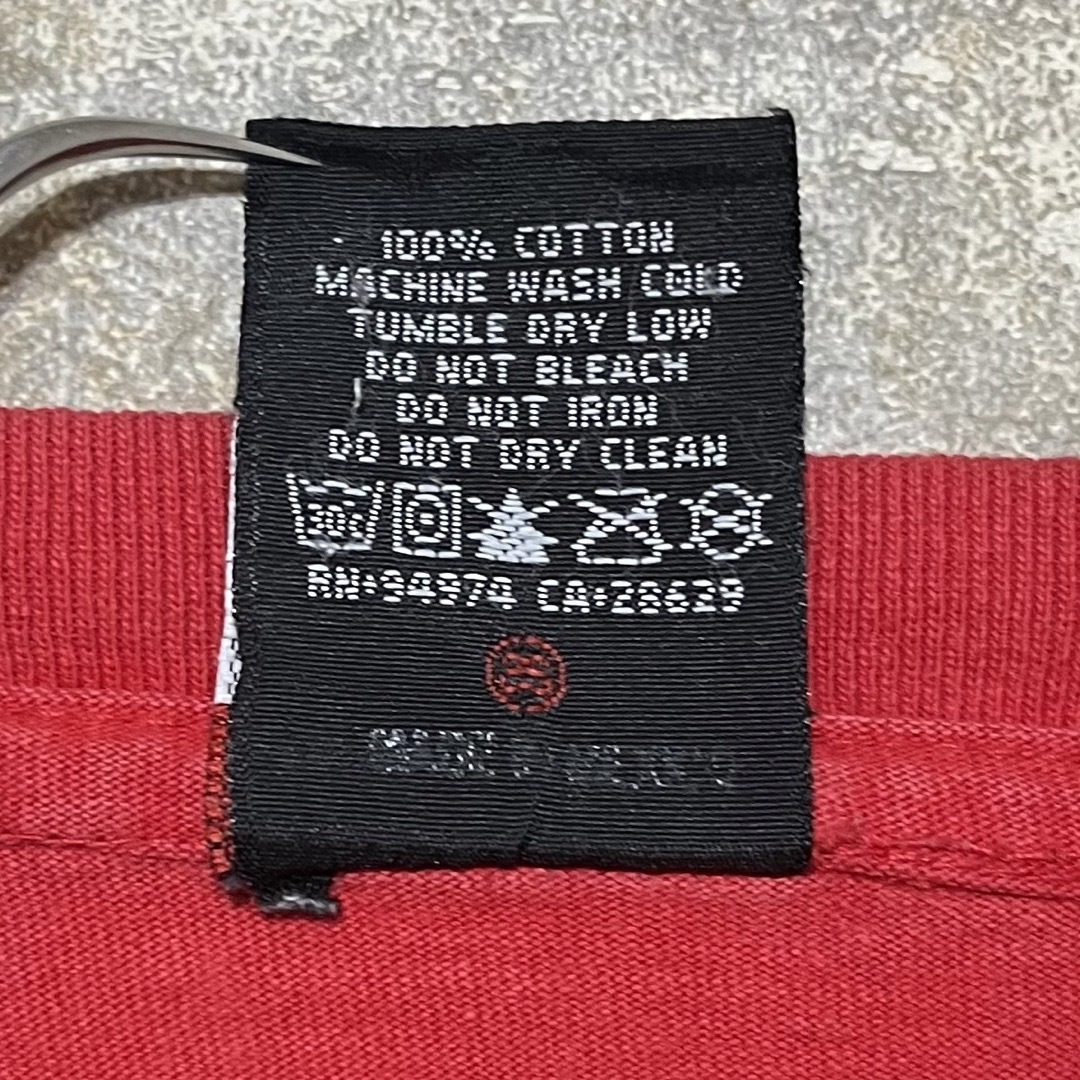 100% COTTON
MACHINE WASH COLD
TUMBLE DRY LOW
DO NOT BLEACH
DO NOT IRON
DO NOT DRY CLEAN
30°
RN:94974 CA:28629